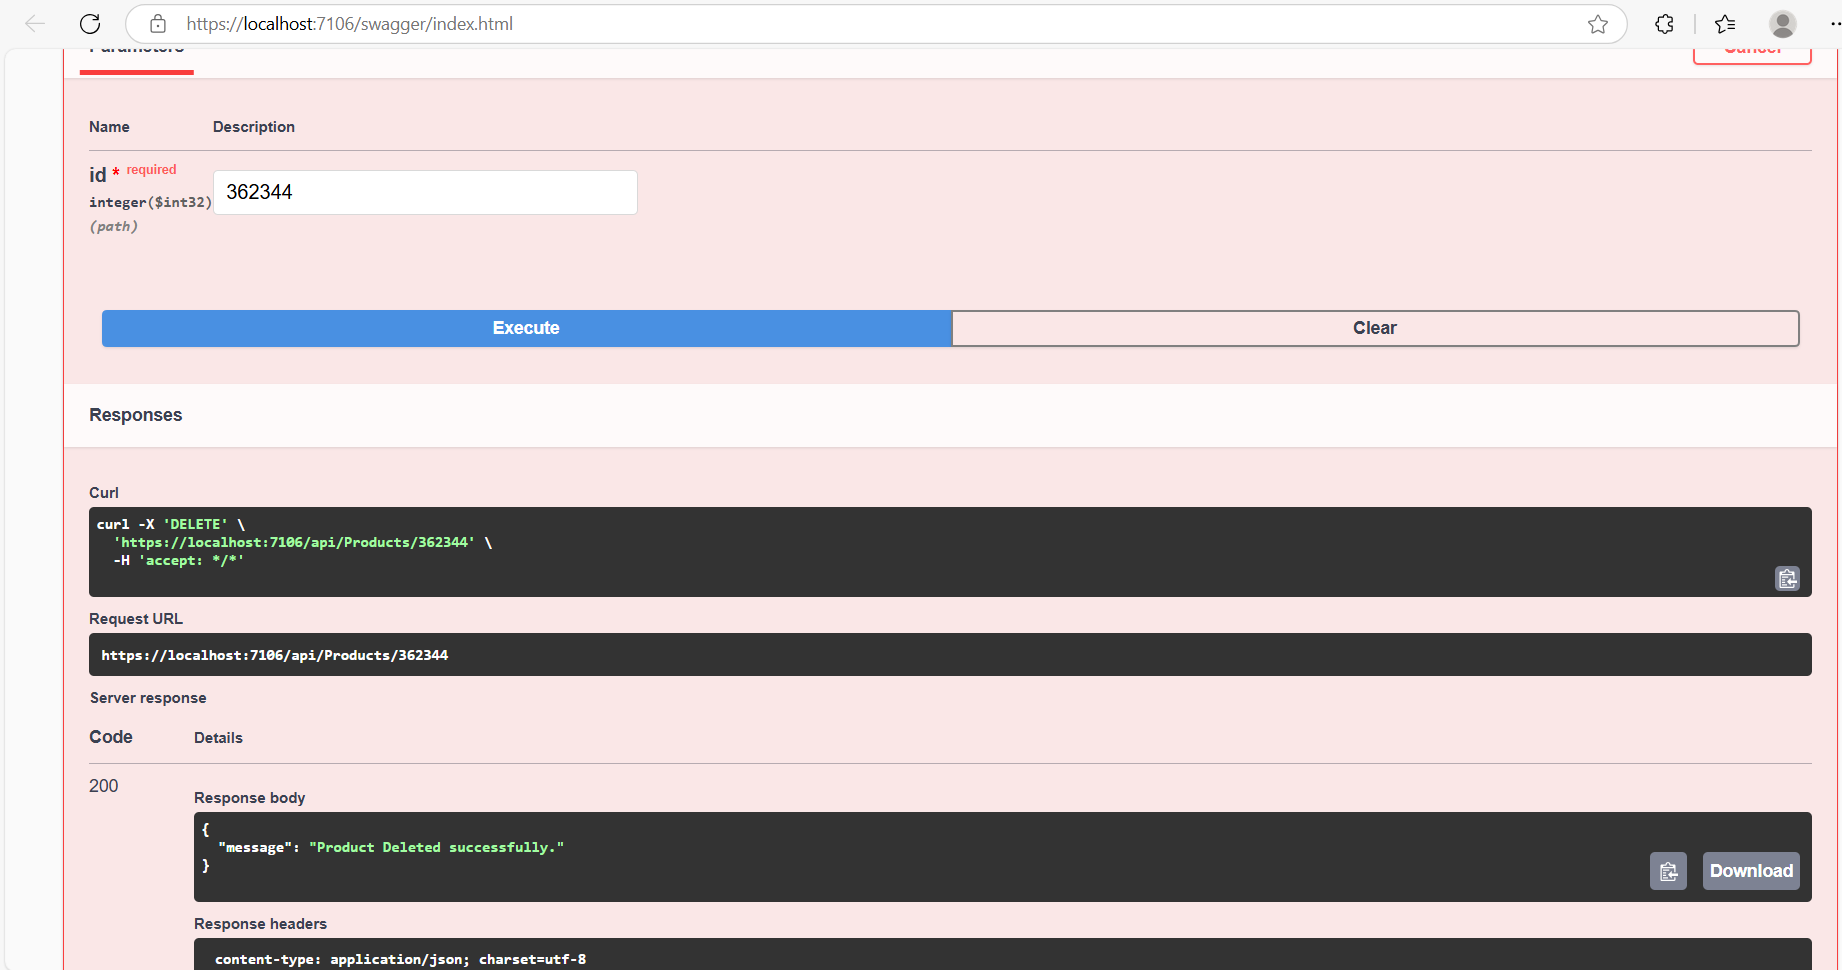 https://localhost:7106/swagger/index.html
Parameters
Cancel
Name Description
id * required
362344
integer($int32)
(path)
Execute Clear
Responses
Curl
curl -X 'DELETE' \
'https://localhost:7106/api/Products/362344' \
-H 'accept: */*'
Request URL
https://localhost:7106/api/Products/362344
Server response
Code Details
200
Response body
{
"message": "Product Deleted successfully."
}
Download
Response headers
content-type: application/json; charset=utf-8